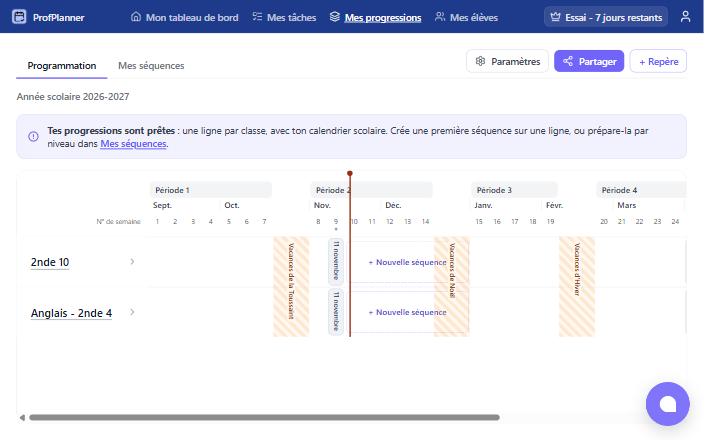 ProfPlanner
Mon tableau de bord
Mes tâches
Mes progressions
Mes élèves
Essai - 7 jours restants
Programmation
Mes séquences
Paramètres
Partager
+ Repère
Année scolaire 2026-2027
Tes progressions sont prêtes : une ligne par classe, avec ton calendrier scolaire. Crée une première séquence sur une ligne, ou prépare-la par
niveau dans Mes séquences.
Période 1 Période 2 Période 3 Période 4
Sept. Oct. Nov. Déc. Janv. Févr. Mars
N° de semaine 1 2 3 4 5 6 7 8 9 10 11 12 13 14 15 16 17 18 19 20 21 22 23 24
2nde 10
Vacances de la Toussaint
11 novembre
+ Nouvelle séquence
Vacances de Noël
Vacances d'Hiver
Anglais - 2nde 4
11 novembre
+ Nouvelle séquence